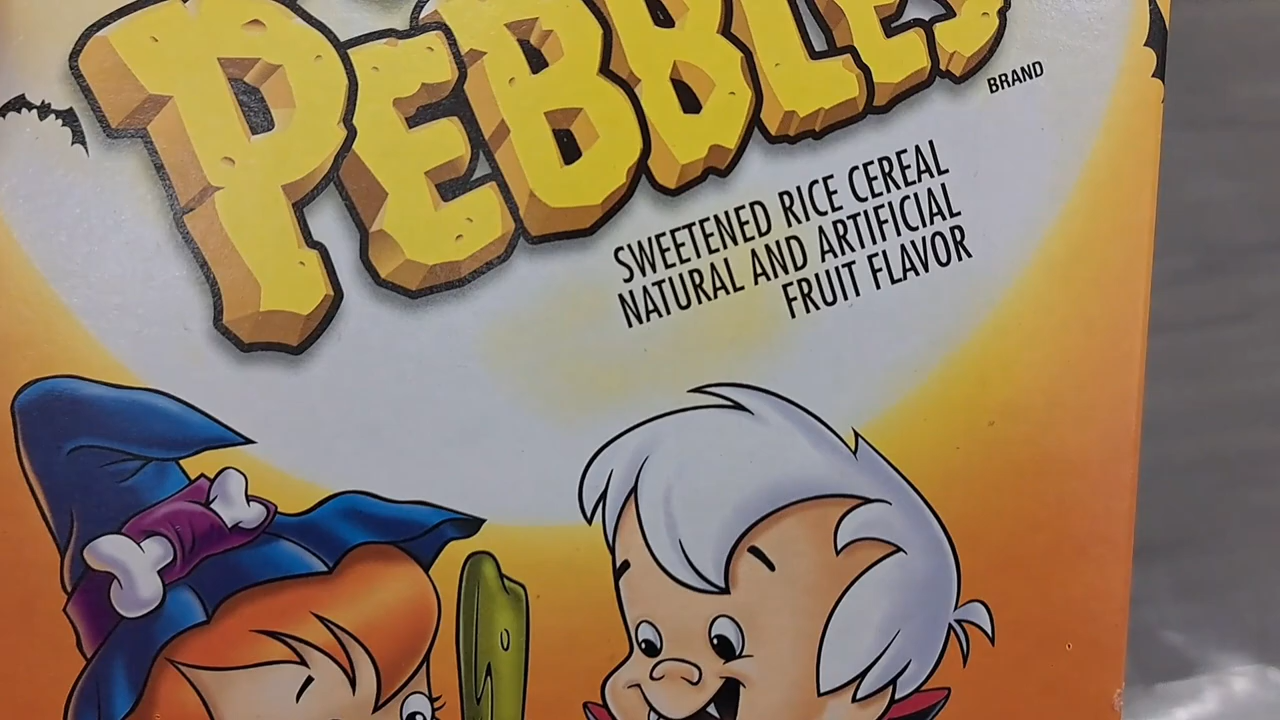 PEBBLES
BRAND
SWEETENED RICE CEREAL
NATURAL AND ARTIFICIAL
FRUIT FLAVOR